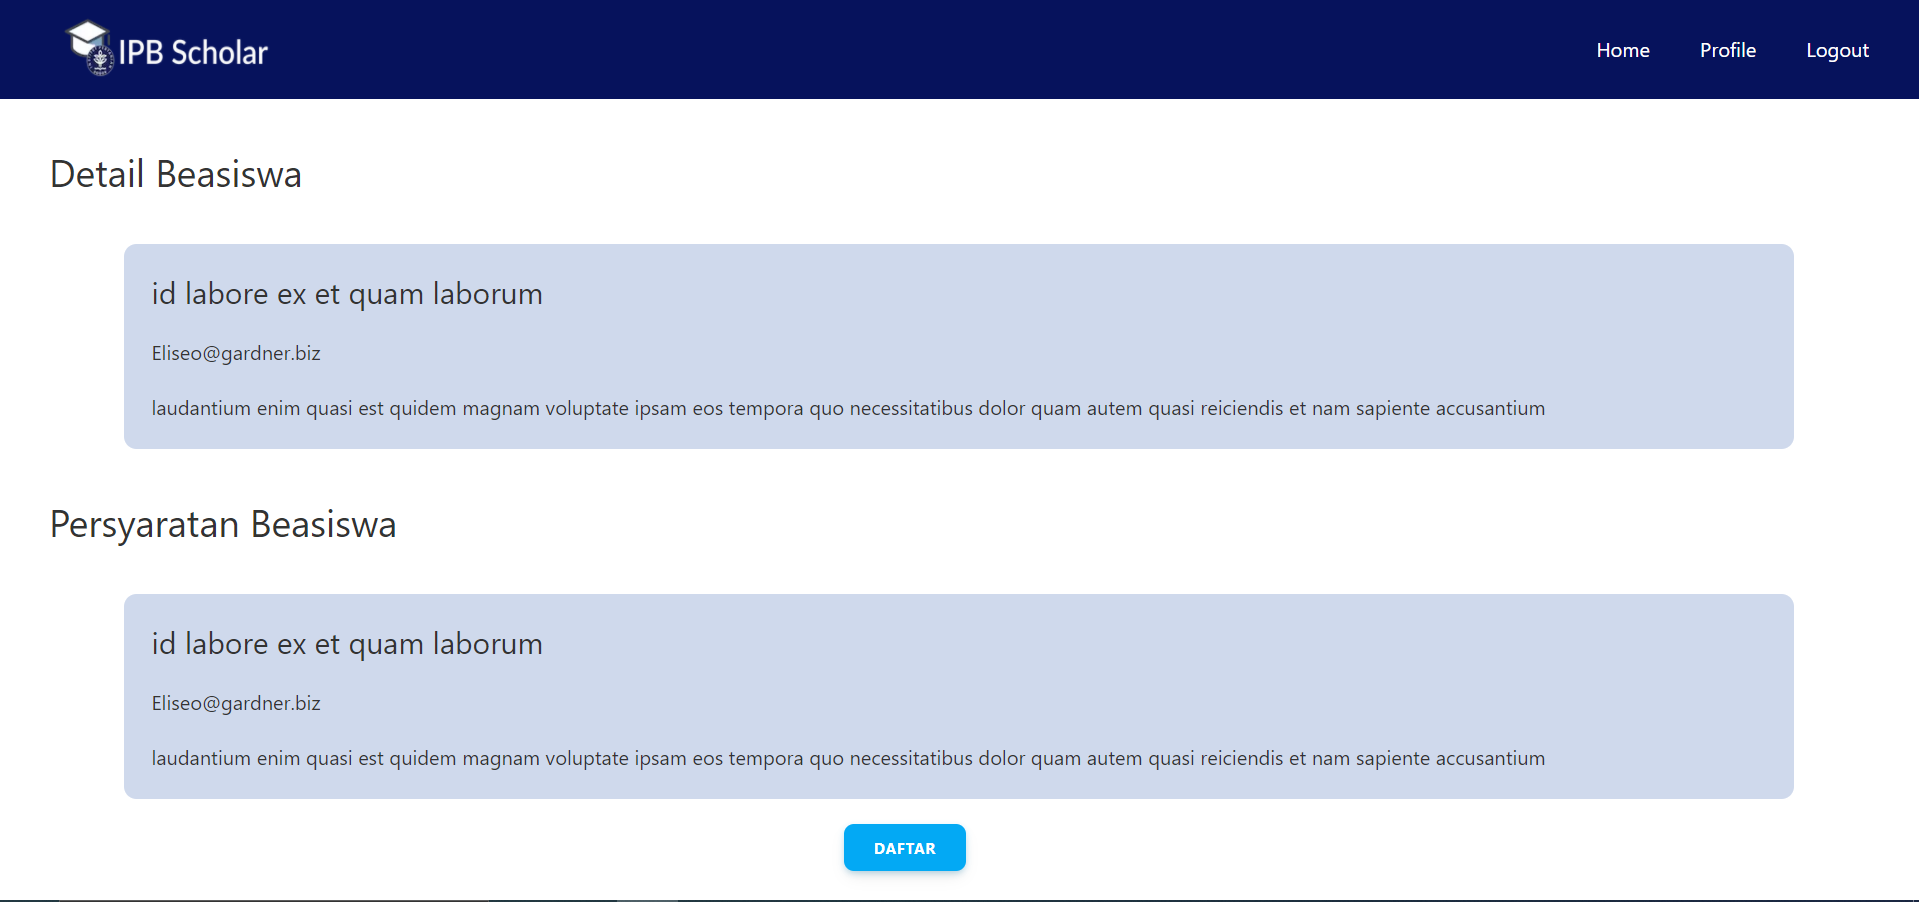 IPB Scholar
Home Profile Logout
Detail Beasiswa
id labore ex et quam laborum
Eliseo@gardner.biz
laudantium enim quasi est quidem magnam voluptate ipsam eos tempora quo necessitatibus dolor quam autem quasi reiciendis et nam sapiente accusantium
Persyaratan Beasiswa
id labore ex et quam laborum
Eliseo@gardner.biz
laudantium enim quasi est quidem magnam voluptate ipsam eos tempora quo necessitatibus dolor quam autem quasi reiciendis et nam sapiente accusantium
DAFTAR